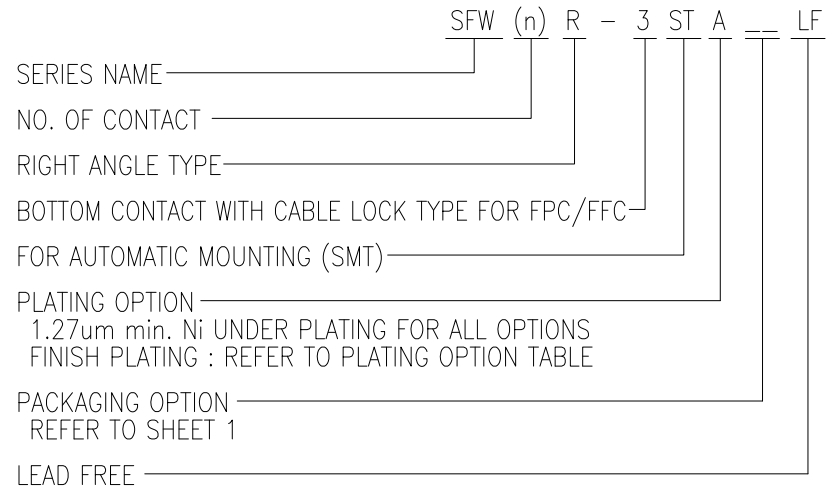 SFW (n) R - 3 ST A __ LF
SERIES NAME
NO. OF CONTACT
RIGHT ANGLE TYPE
BOTTOM CONTACT WITH CABLE LOCK TYPE FOR FPC/FFC
FOR AUTOMATIC MOUNTING (SMT)
PLATING OPTION
1.27um min. Ni UNDER PLATING FOR ALL OPTIONS
FINISH PLATING : REFER TO PLATING OPTION TABLE
PACKAGING OPTION
REFER TO SHEET 1
LEAD FREE